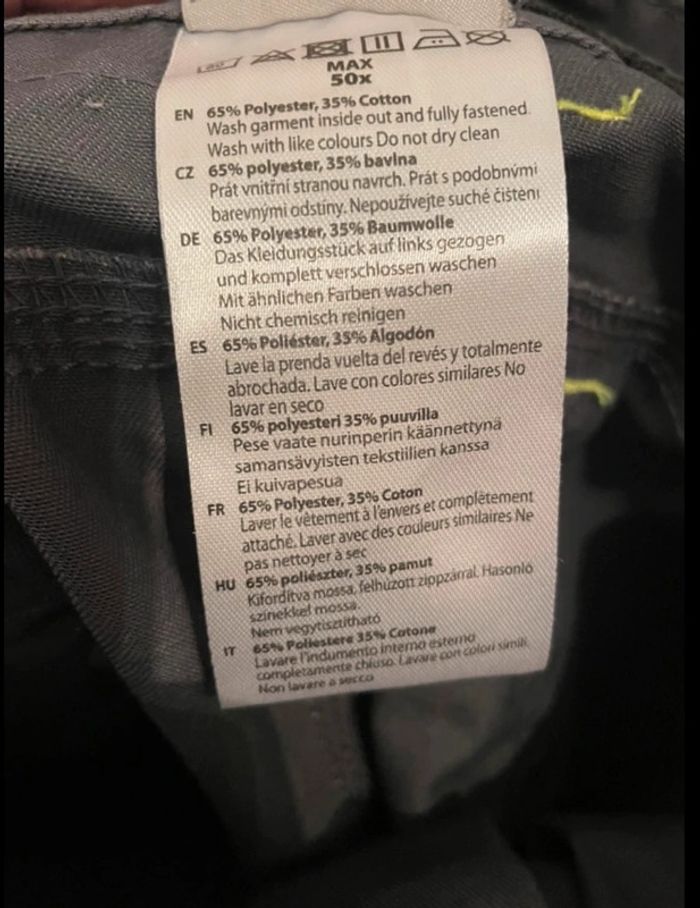 MAX
50x
EN 65% Polyester, 35% Cotton
Wash garment inside out and fully fastened.
Wash with like colours Do not dry clean
CZ 65% polyester, 35% bavlna
Prát vnitřní stranou navrch. Prát s podobnými
barevnými odstíny. Nepoužívejte suché čištění
DE 65% Polyester, 35% Baumwolle
Das Kleidungsstück auf links gezogen
und komplett verschlossen waschen
Mit ähnlichen Farben waschen
Nicht chemisch reinigen
ES 65% Poliéster, 35% Algodón
Lave la prenda vuelta del revés y totalmente
abrochada. Lave con colores similares No
lavar en seco
FI 65% polyesteri 35% puuvilla
Pese vaate nurinperin käännettynä
samansävyisten tekstiilien kanssa
Ei kuivapesua
FR 65% Polyester, 35% Coton
Laver le vêtement à l'envers et complètement
attaché. Laver avec des couleurs similaires Ne
pas nettoyer à sec
HU 65% poliészter, 35% pamut
Kifordítva mossa, felhúzott zippzárral. Hasonló
színekkel mossa.
Nem vegytisztítható
IT 65% Poliestere 35% Cotone
Lavare l'indumento interno esterno
completamente chiuso. Lavare con colori simili.
Non lavare a secco